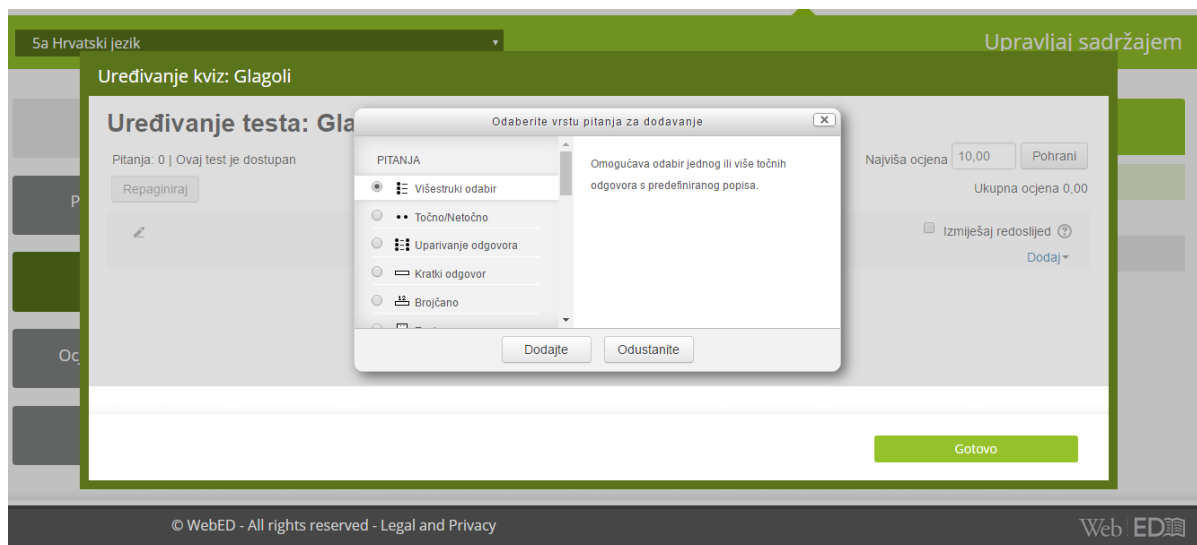 5a Hrvatski jezik
Upravljaj sadržajem
Uređivanje kviz: Glagoli
Uređivanje testa: Gla
Odaberite vrstu pitanja za dodavanje
Pitanja: 0 | Ovaj test je dostupan
PITANJA
Omogućava odabir jednog ili više točnih
odgovora s predefiniranog popisa.
Najviša ocjena 10,00 Pohrani
Repaginiraj
Višestruki odabir
Ukupna ocjena 0,00
P
Točno/Netočno
Izmiješaj redoslijed
Uparivanje odgovora
Dodaj
Kratki odgovor
Brojčano
Ocj
Dodajte
Odustanite
Gotovo
© WebED - All rights reserved - Legal and Privacy
Web ED